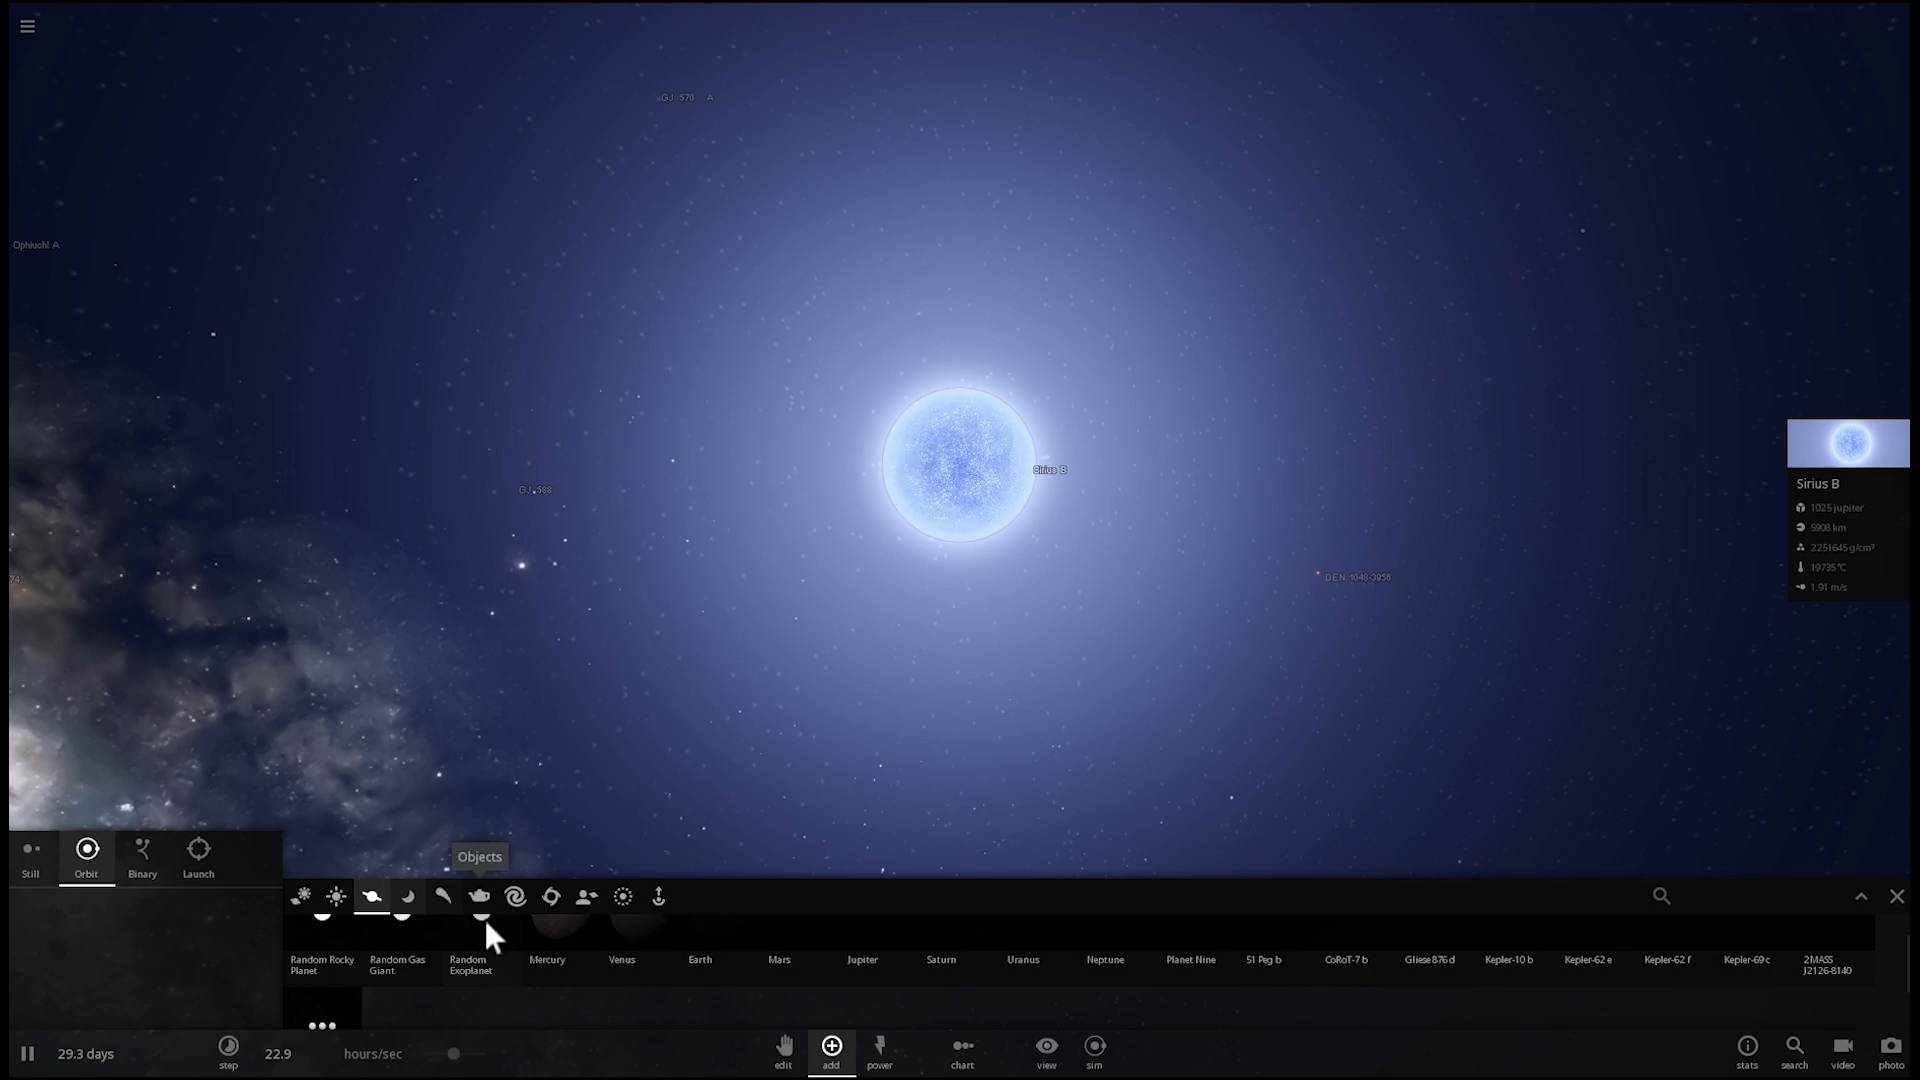 GJ 570 A
Ophiuchi A
Sirius B
GJ 588
74
DEN 1048-3956
Sirius B
1025 jupiter
5908 km
2251645 g/cm³
19735°C
1.91 m/s
Still
Orbit
Binary
Launch
Objects
Random Rocky
Planet
Random Gas
Giant
Random
Exoplanet
Mercury
Venus
Earth
Mars
Jupiter
Saturn
Uranus
Neptune
Planet Nine
51 Peg b
CoRoT-7 b
Gliese 876 d
Kepler-10 b
Kepler-62 e
Kepler-62 f
Kepler-69 c
2MASS
J2126-8140
29.3 days
step
22.9
hours/sec
edit
add
power
chart
view
sim
stats
search
video
photo